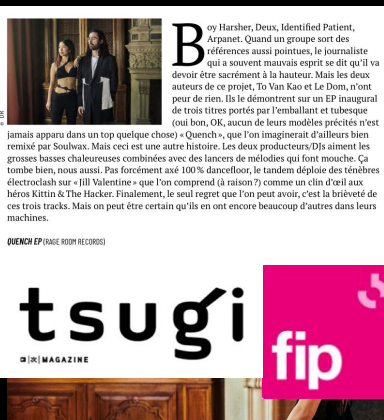 Boy Harsher, Deux, Identified Patient,
Arpanet. Quand un groupe sort des
références aussi pointues, le journaliste
qui a souvent mauvais esprit se dit qu'il va
devoir être sacrément à la hauteur. Mais les deux
auteurs de ce projet, To Van Kao et Le Dom, n'ont
peur de rien. Ils le démontrent sur un EP inaugural
de trois titres portés par l'emballant et tubesque
(oui bon, OK, aucun de leurs modèles précités n'est
jamais apparu dans un top quelque chose) « Quench », que l'on imaginerait d'ailleurs bien
remixé par Soulwax. Mais ceci est une autre histoire. Les deux producteurs/DJs aiment les
grosses basses chaleureuses combinées avec des lancers de mélodies qui font mouche. Ça
tombe bien, nous aussi. Pas forcément axé 100 % dancefloor, le tandem déploie des ténèbres
électroclash sur « Jill Valentine » que l'on comprend (à raison ?) comme un clin d'œil aux
héros Kittin & The Hacker. Finalement, le seul regret que l'on peut avoir, c'est la brièveté de
ces trois tracks. Mais on peut être certain qu'ils en ont encore beaucoup d'autres dans leurs
machines.
QUENCH EP (RAGE ROOM RECORDS)
© DR
tsugi
MAGAZINE
fip